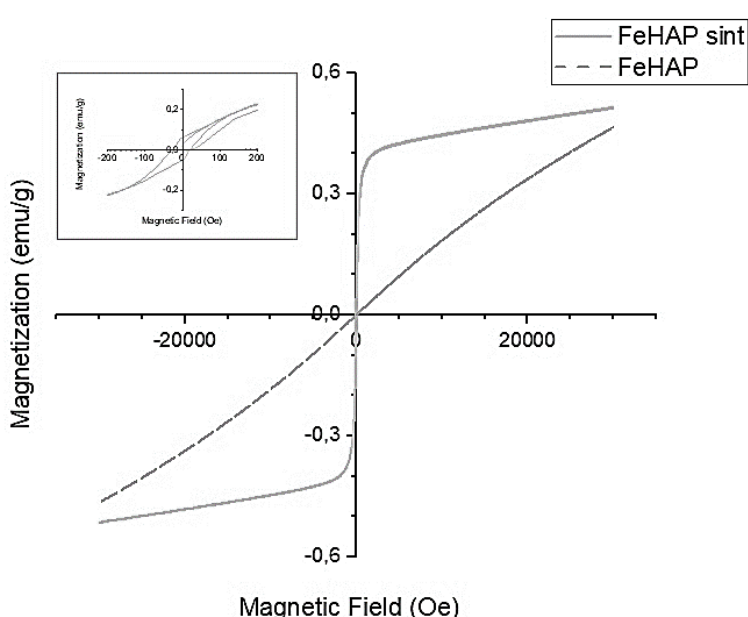 FeHAP sint
FeHAP
0,6
0,3
0,0
-0,3
-0,6
-20000
0
20000
Magnetization (emu/g)
Magnetic Field (Oe)
0,2
0,0
-0,2
-200
-100
0
100
200
Magnetization (emu/g)
Magnetic Field (Oe)